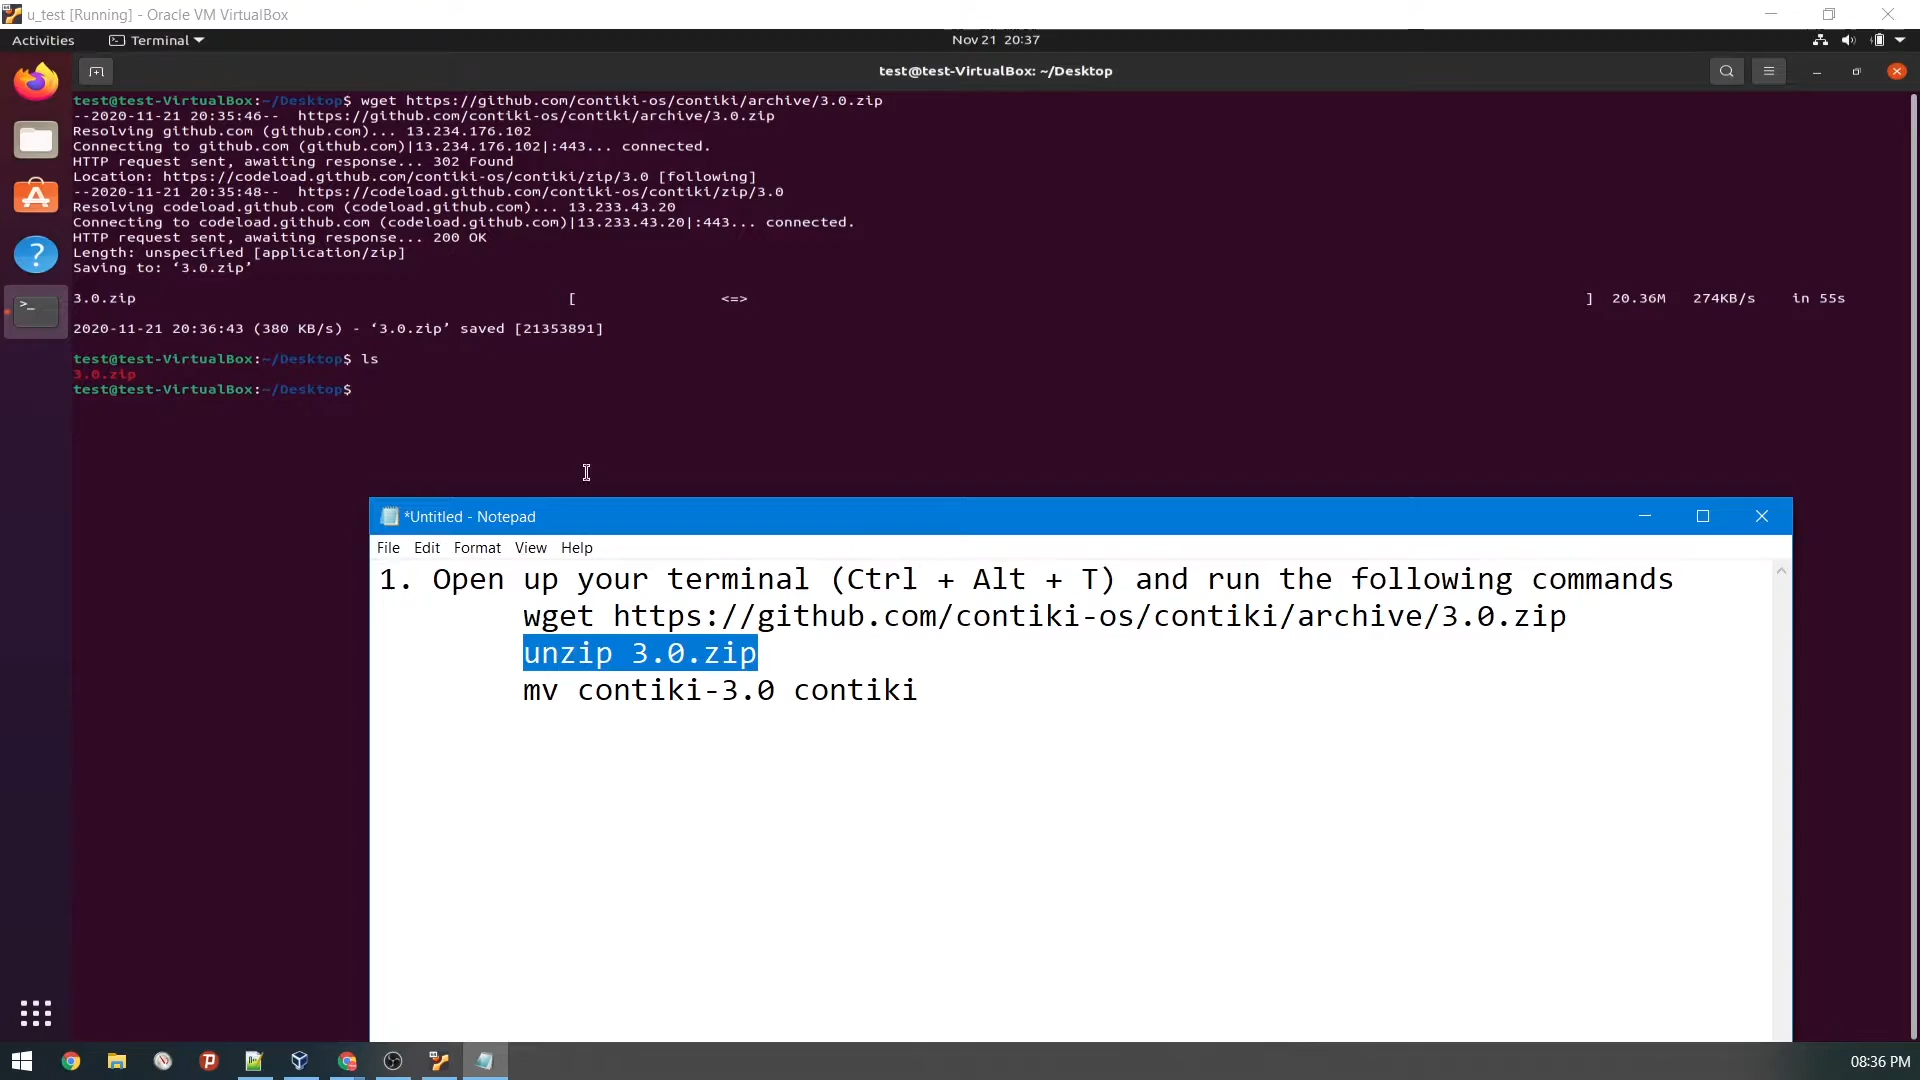 u_test [Running] - Oracle VM VirtualBox
Activities Terminal Nov 21 20:37
test@test-VirtualBox: ~/Desktop
test@test-VirtualBox:~/Desktop$ wget https://github.com/contiki-os/contiki/archive/3.0.zip
--2020-11-21 20:35:46--  https://github.com/contiki-os/contiki/archive/3.0.zip
Resolving github.com (github.com)... 13.234.176.102
Connecting to github.com (github.com)|13.234.176.102|:443... connected.
HTTP request sent, awaiting response... 302 Found
Location: https://codeload.github.com/contiki-os/contiki/zip/3.0 [following]
--2020-11-21 20:35:48--  https://codeload.github.com/contiki-os/contiki/zip/3.0
Resolving codeload.github.com (codeload.github.com)... 13.233.43.20
Connecting to codeload.github.com (codeload.github.com)|13.233.43.20|:443... connected.
HTTP request sent, awaiting response... 200 OK
Length: unspecified [application/zip]
Saving to: ‘3.0.zip’
3.0.zip [ <=> ] 20.36M 274KB/s in 55s
2020-11-21 20:36:43 (380 KB/s) - ‘3.0.zip’ saved [21353891]
test@test-VirtualBox:~/Desktop$ ls
3.0.zip
test@test-VirtualBox:~/Desktop$
*Untitled - Notepad
File Edit Format View Help
1. Open up your terminal (Ctrl + Alt + T) and run the following commands
wget https://github.com/contiki-os/contiki/archive/3.0.zip
unzip 3.0.zip
mv contiki-3.0 contiki
08:36 PM